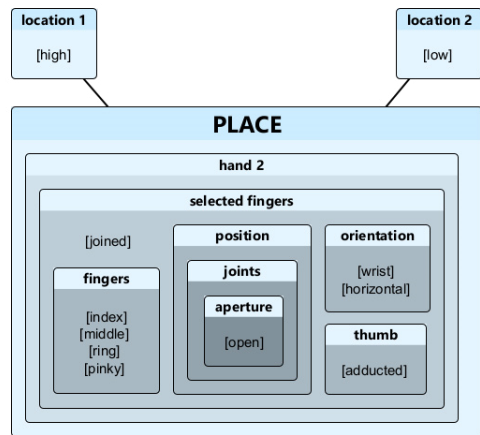 location 1
[high]
location 2
[low]
PLACE
hand 2
selected fingers
[joined]
fingers
[index]
[middle]
[ring]
[pinky]
position
joints
aperture
[open]
orientation
[wrist]
[horizontal]
thumb
[adducted]